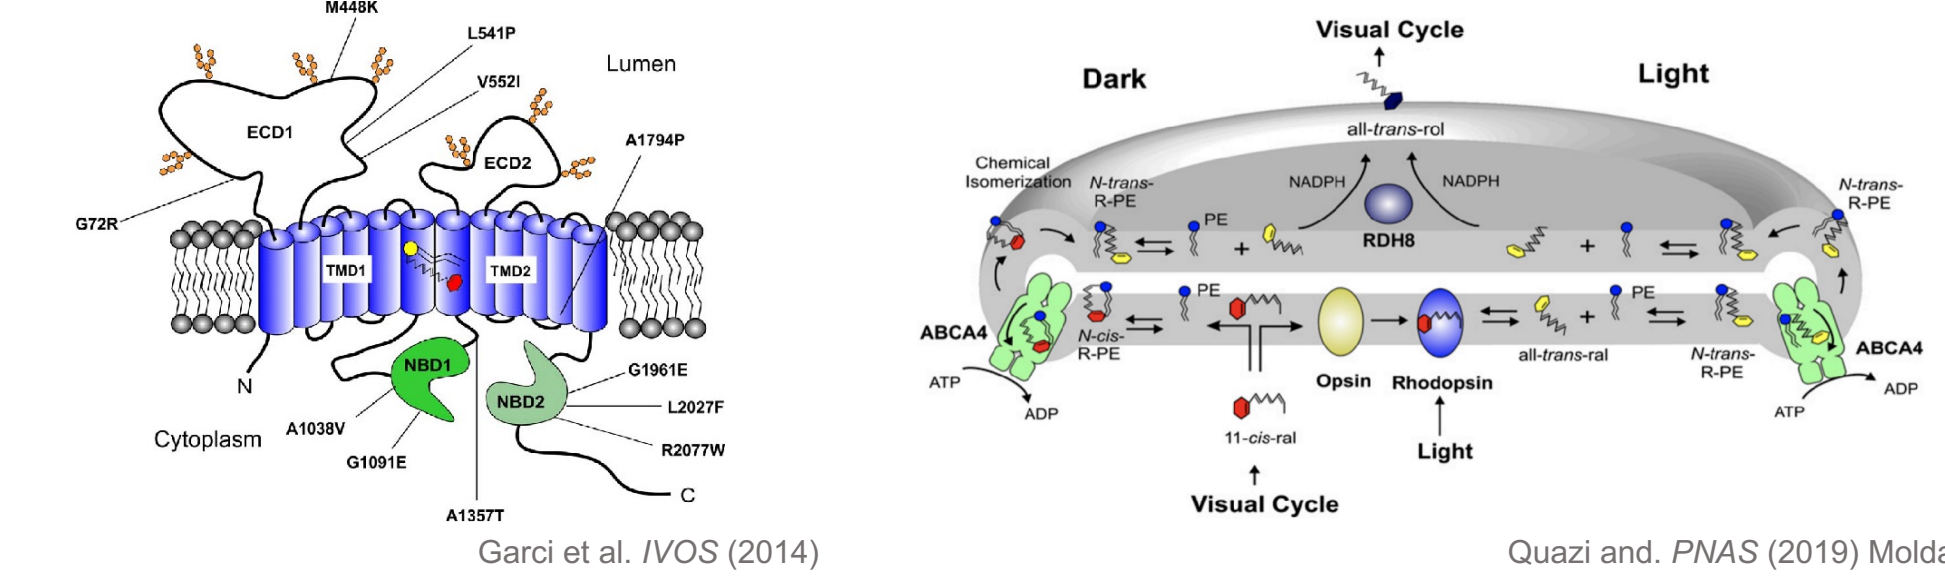 M448K
L541P
V552I
Lumen
ECD1
ECD2
A1794P
G72R
TMD1
TMD2
N
NBD1
NBD2
G1961E
L2027F
R2077W
A1038V
G1091E
Cytoplasm
C
A1357T
Garci et al. IVOS (2014)
Visual Cycle
Dark
Light
all-trans-rol
Chemical
Isomerization
N-trans-
R-PE
PE
+
NADPH
NADPH
RDH8
+
N-trans-
R-PE
ABCA4
N-cis-
R-PE
PE
Opsin
Rhodopsin
all-trans-ral
+
PE
N-trans-
R-PE
ABCA4
ATP
ADP
ATP
ADP
11-cis-ral
Light
Visual Cycle
Quazi and. PNAS (2019) Molda